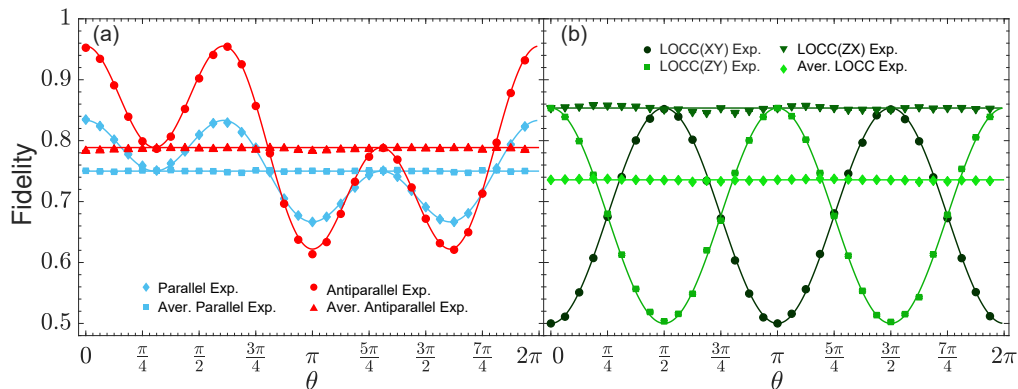 (a)
Fidelity
1
0.9
0.8
0.7
0.6
0.5
Parallel Exp.
Aver. Parallel Exp.
Antiparallel Exp.
Aver. Antiparallel Exp.
0 π/4 π/2 3π/4 π 5π/4 3π/2 7π/4 2π
θ
(b)
LOCC(XY) Exp.
LOCC(ZY) Exp.
LOCC(ZX) Exp.
Aver. LOCC Exp.
0 π/4 π/2 3π/4 π 5π/4 3π/2 7π/4 2π
θ